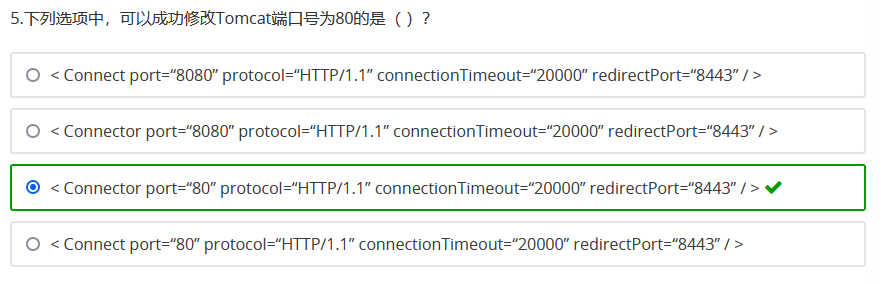 5.下列选项中，可以成功修改Tomcat端口号为80的是（ ）？
< Connect port=“8080” protocol=“HTTP/1.1” connectionTimeout=“20000” redirectPort=“8443” / >
< Connector port=“8080” protocol=“HTTP/1.1” connectionTimeout=“20000” redirectPort=“8443” / >
< Connector port=“80” protocol=“HTTP/1.1” connectionTimeout=“20000” redirectPort=“8443” / >
< Connect port=“80” protocol=“HTTP/1.1” connectionTimeout=“20000” redirectPort=“8443” / >